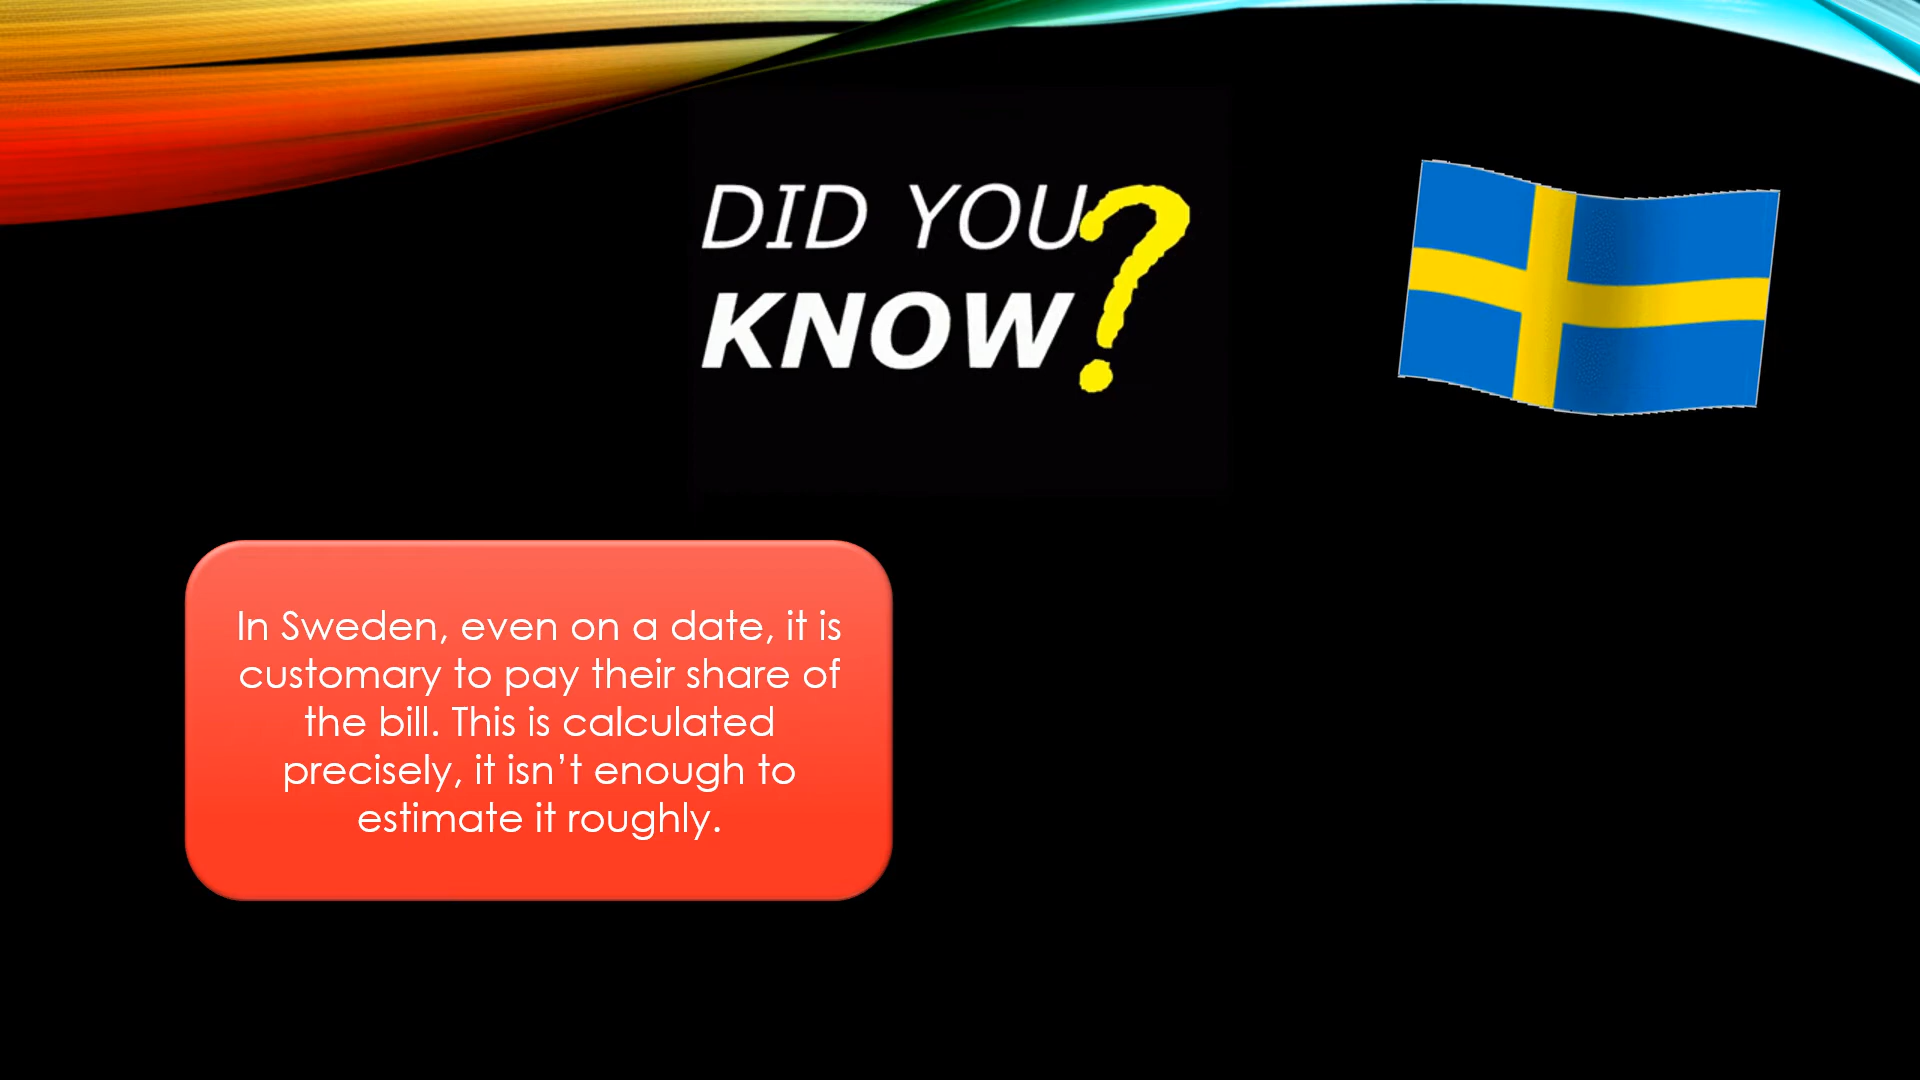 DID YOU?
KNOW
In Sweden, even on a date, it is
customary to pay their share of
the bill. This is calculated
precisely, it isn’t enough to
estimate it roughly.